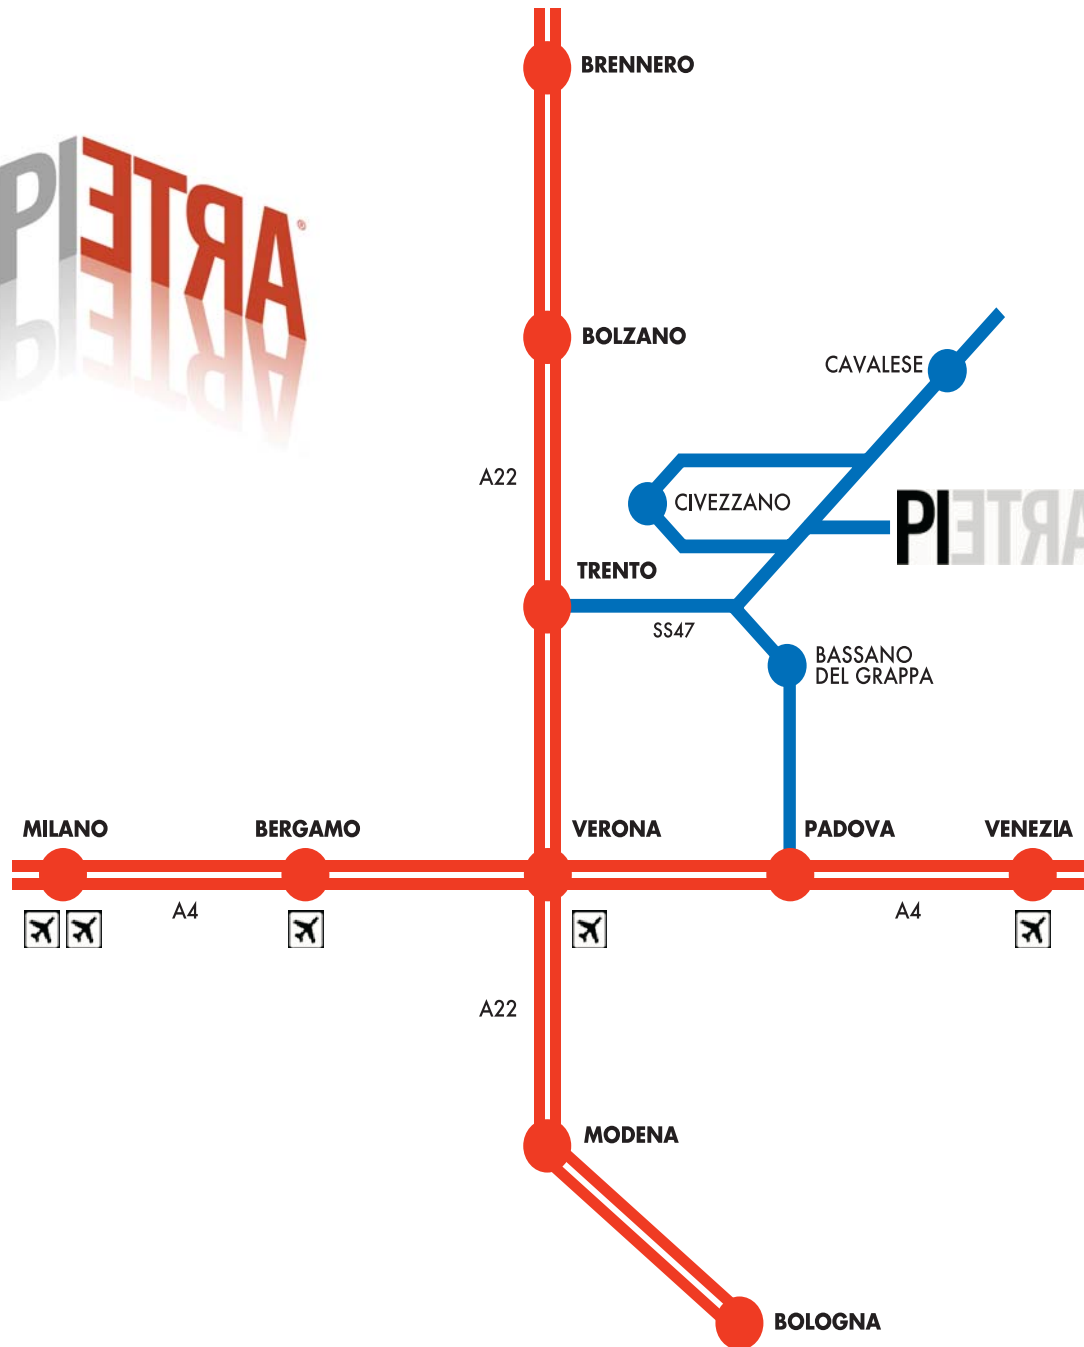 BRENNERO
PIETRA®
BOLZANO
CAVALESE
A22
CIVEZZANO
PIETRA
TRENTO
SS47
BASSANO
DEL GRAPPA
MILANO
BERGAMO
VERONA
PADOVA
VENEZIA
A4
A4
A22
MODENA
BOLOGNA